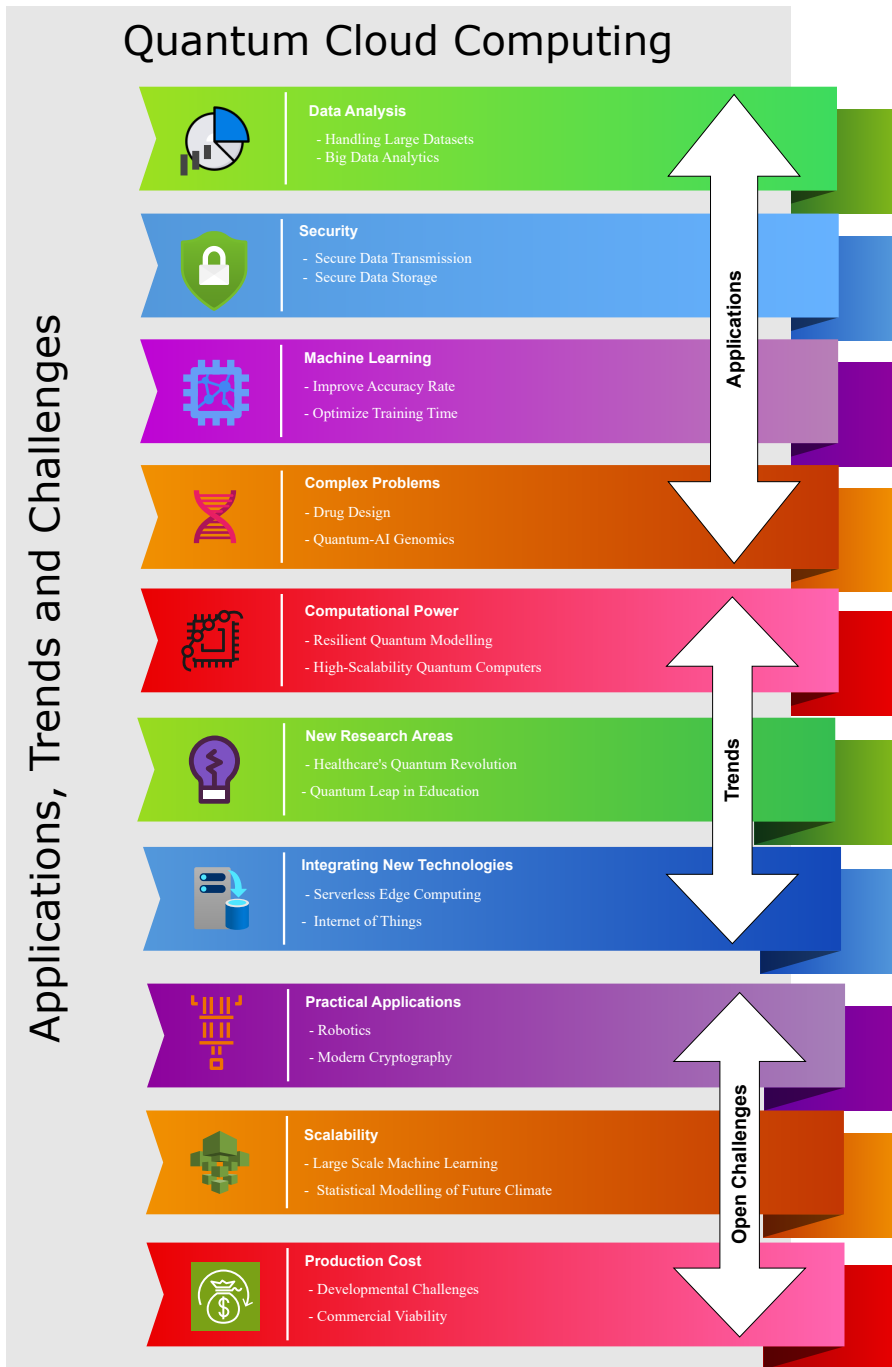 Quantum Cloud Computing
Applications, Trends and Challenges
Data Analysis
- Handling Large Datasets
- Big Data Analytics
Security
- Secure Data Transmission
- Secure Data Storage
Machine Learning
- Improve Accuracy Rate
- Optimize Training Time
Complex Problems
- Drug Design
- Quantum-AI Genomics
Applications
Computational Power
- Resilient Quantum Modelling
- High-Scalability Quantum Computers
New Research Areas
- Healthcare's Quantum Revolution
- Quantum Leap in Education
Integrating New Technologies
- Serverless Edge Computing
- Internet of Things
Trends
Practical Applications
- Robotics
- Modern Cryptography
Scalability
- Large Scale Machine Learning
- Statistical Modelling of Future Climate
Production Cost
- Developmental Challenges
- Commercial Viability
Open Challenges
$